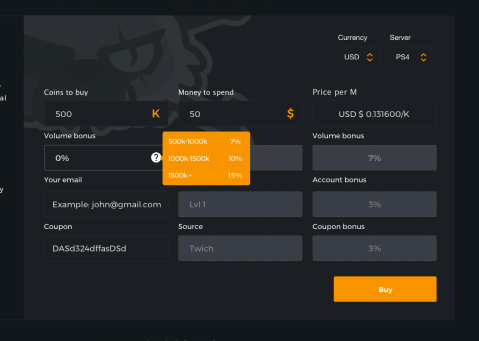 Currency Server
USD PS4
Coins to buy Money to spend Price per M
500 K 50 $ USD $ 0.131600/K
Volume bonus Volume bonus
0% ? 7%
500k-1000k 7%
1000k-1500k 10%
1500k+ 15%
Your email Account bonus
Example: john@gmail.com Lvl 1 3%
Coupon Source Coupon bonus
DASd324dffasDSd Twich 3%
Buy